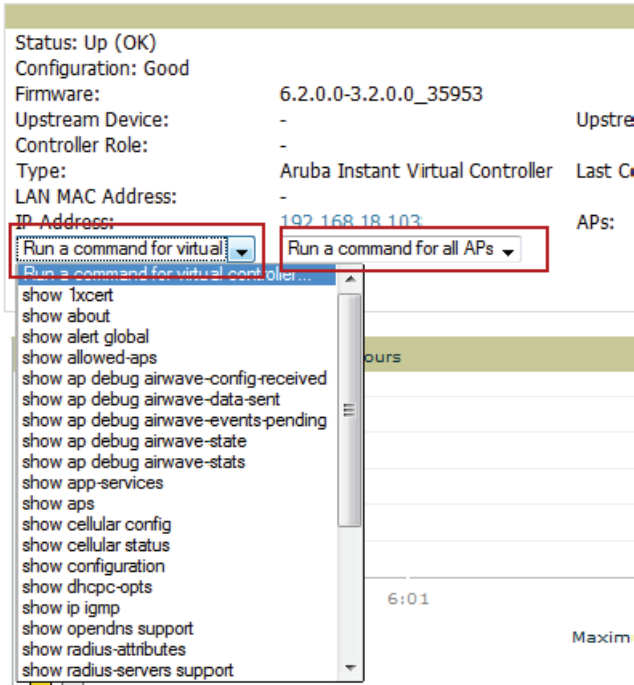 Status: Up (OK)
Configuration: Good
Firmware: 6.2.0.0-3.2.0.0_35953
Upstream Device: - Upstre
Controller Role: -
Type: Aruba Instant Virtual Controller Last C
LAN MAC Address: -
IP Address: 192.168.18.103 APs:
Run a command for virtual Run a command for all APs
Run a command for virtual controller...
show 1xcert
show about
show alert global
show allowed-aps
ours
show ap debug airwave-config-received
show ap debug airwave-data-sent
show ap debug airwave-events-pending
show ap debug airwave-state
show ap debug airwave-stats
show app-services
show aps
show cellular config
show cellular status
show configuration
show dhcpc-opts
6:01
show ip igmp
show opendns support
Maxim
show radius-attributes
show radius-servers support